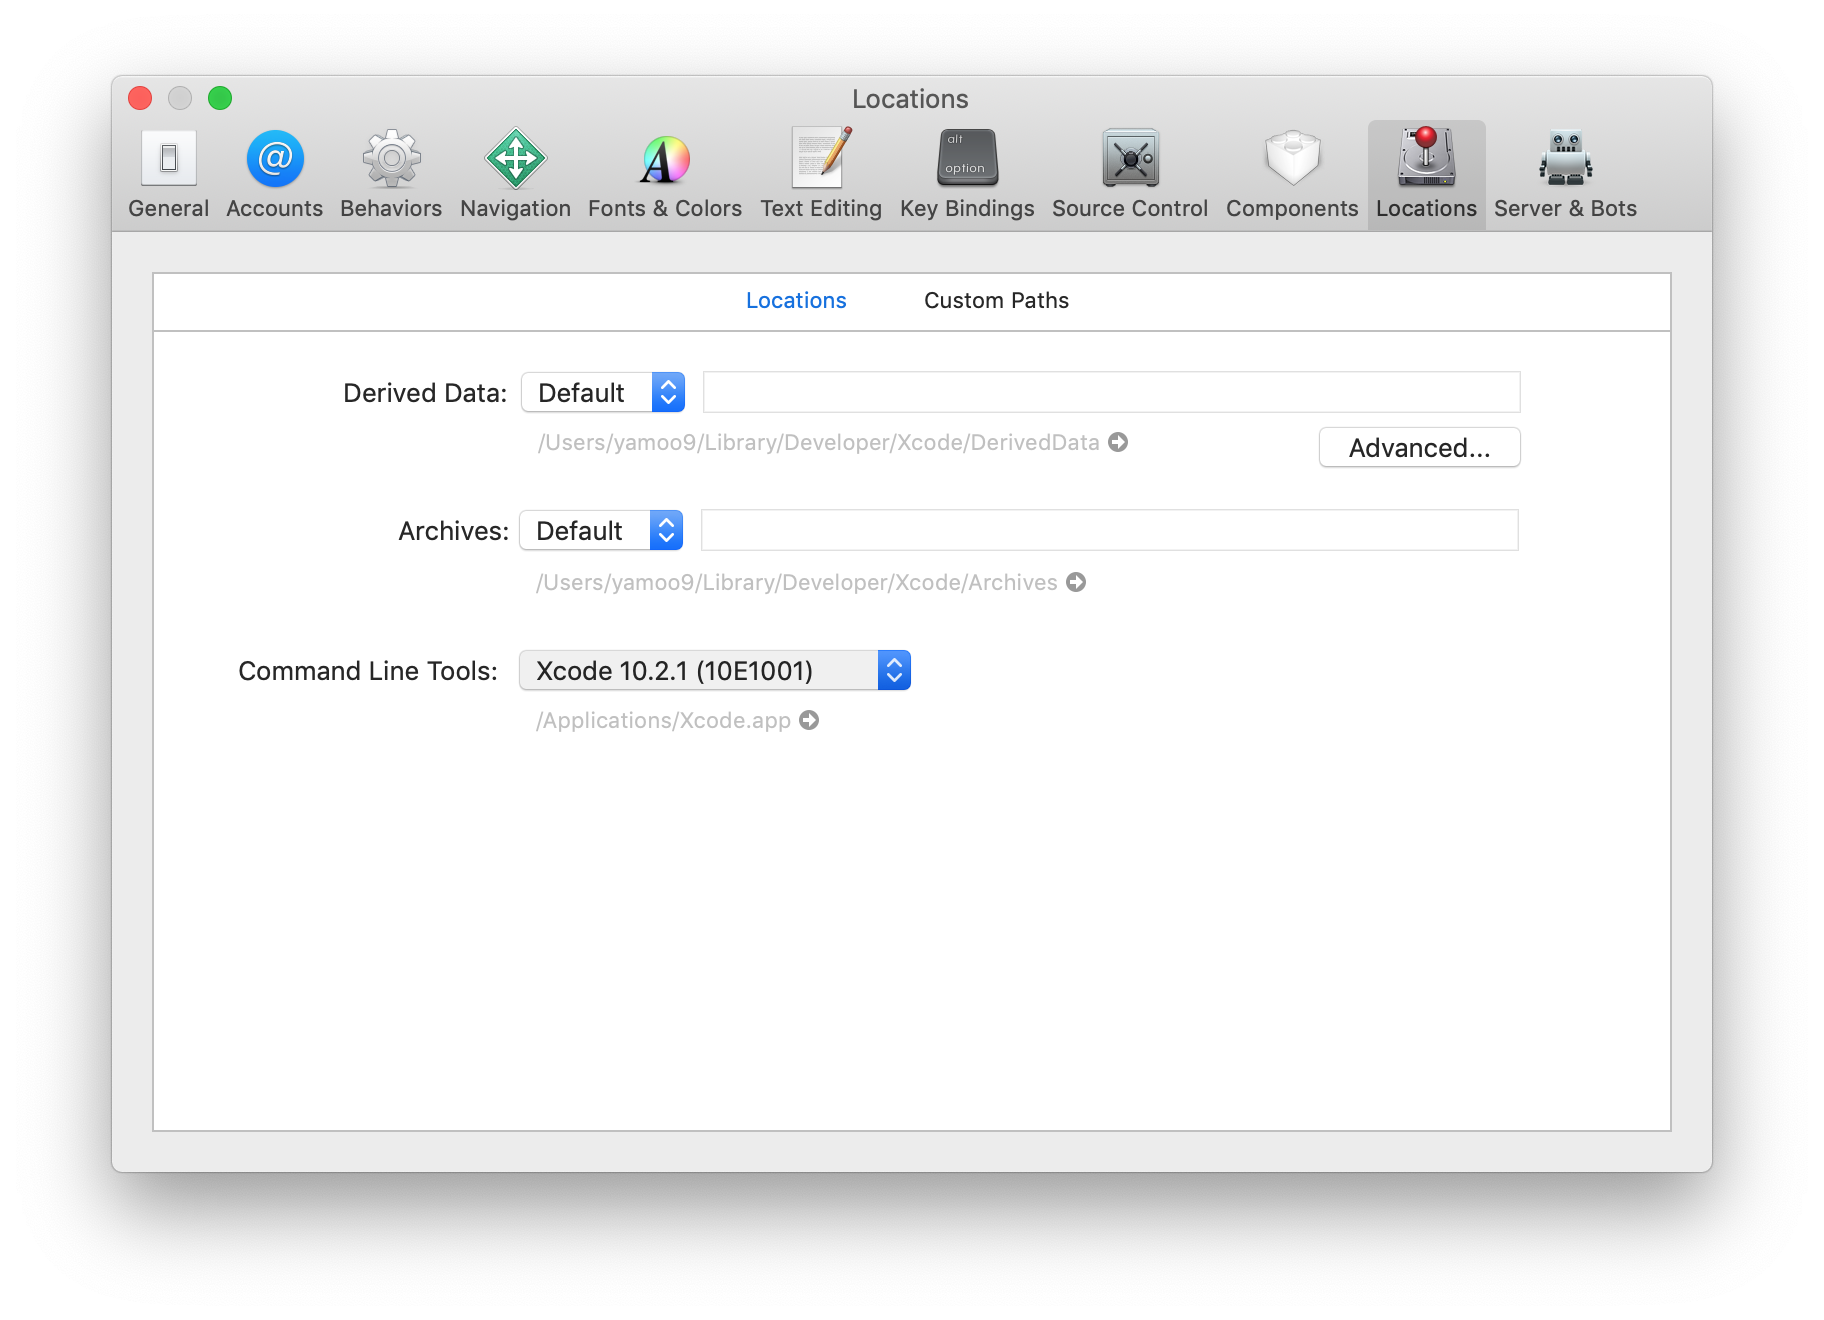 Locations
alt
option
General Accounts Behaviors Navigation Fonts & Colors Text Editing Key Bindings Source Control Components Locations Server & Bots
Locations Custom Paths
Derived Data: Default
/Users/yamoo9/Library/Developer/Xcode/DerivedData
Advanced...
Archives: Default
/Users/yamoo9/Library/Developer/Xcode/Archives
Command Line Tools: Xcode 10.2.1 (10E1001)
/Applications/Xcode.app